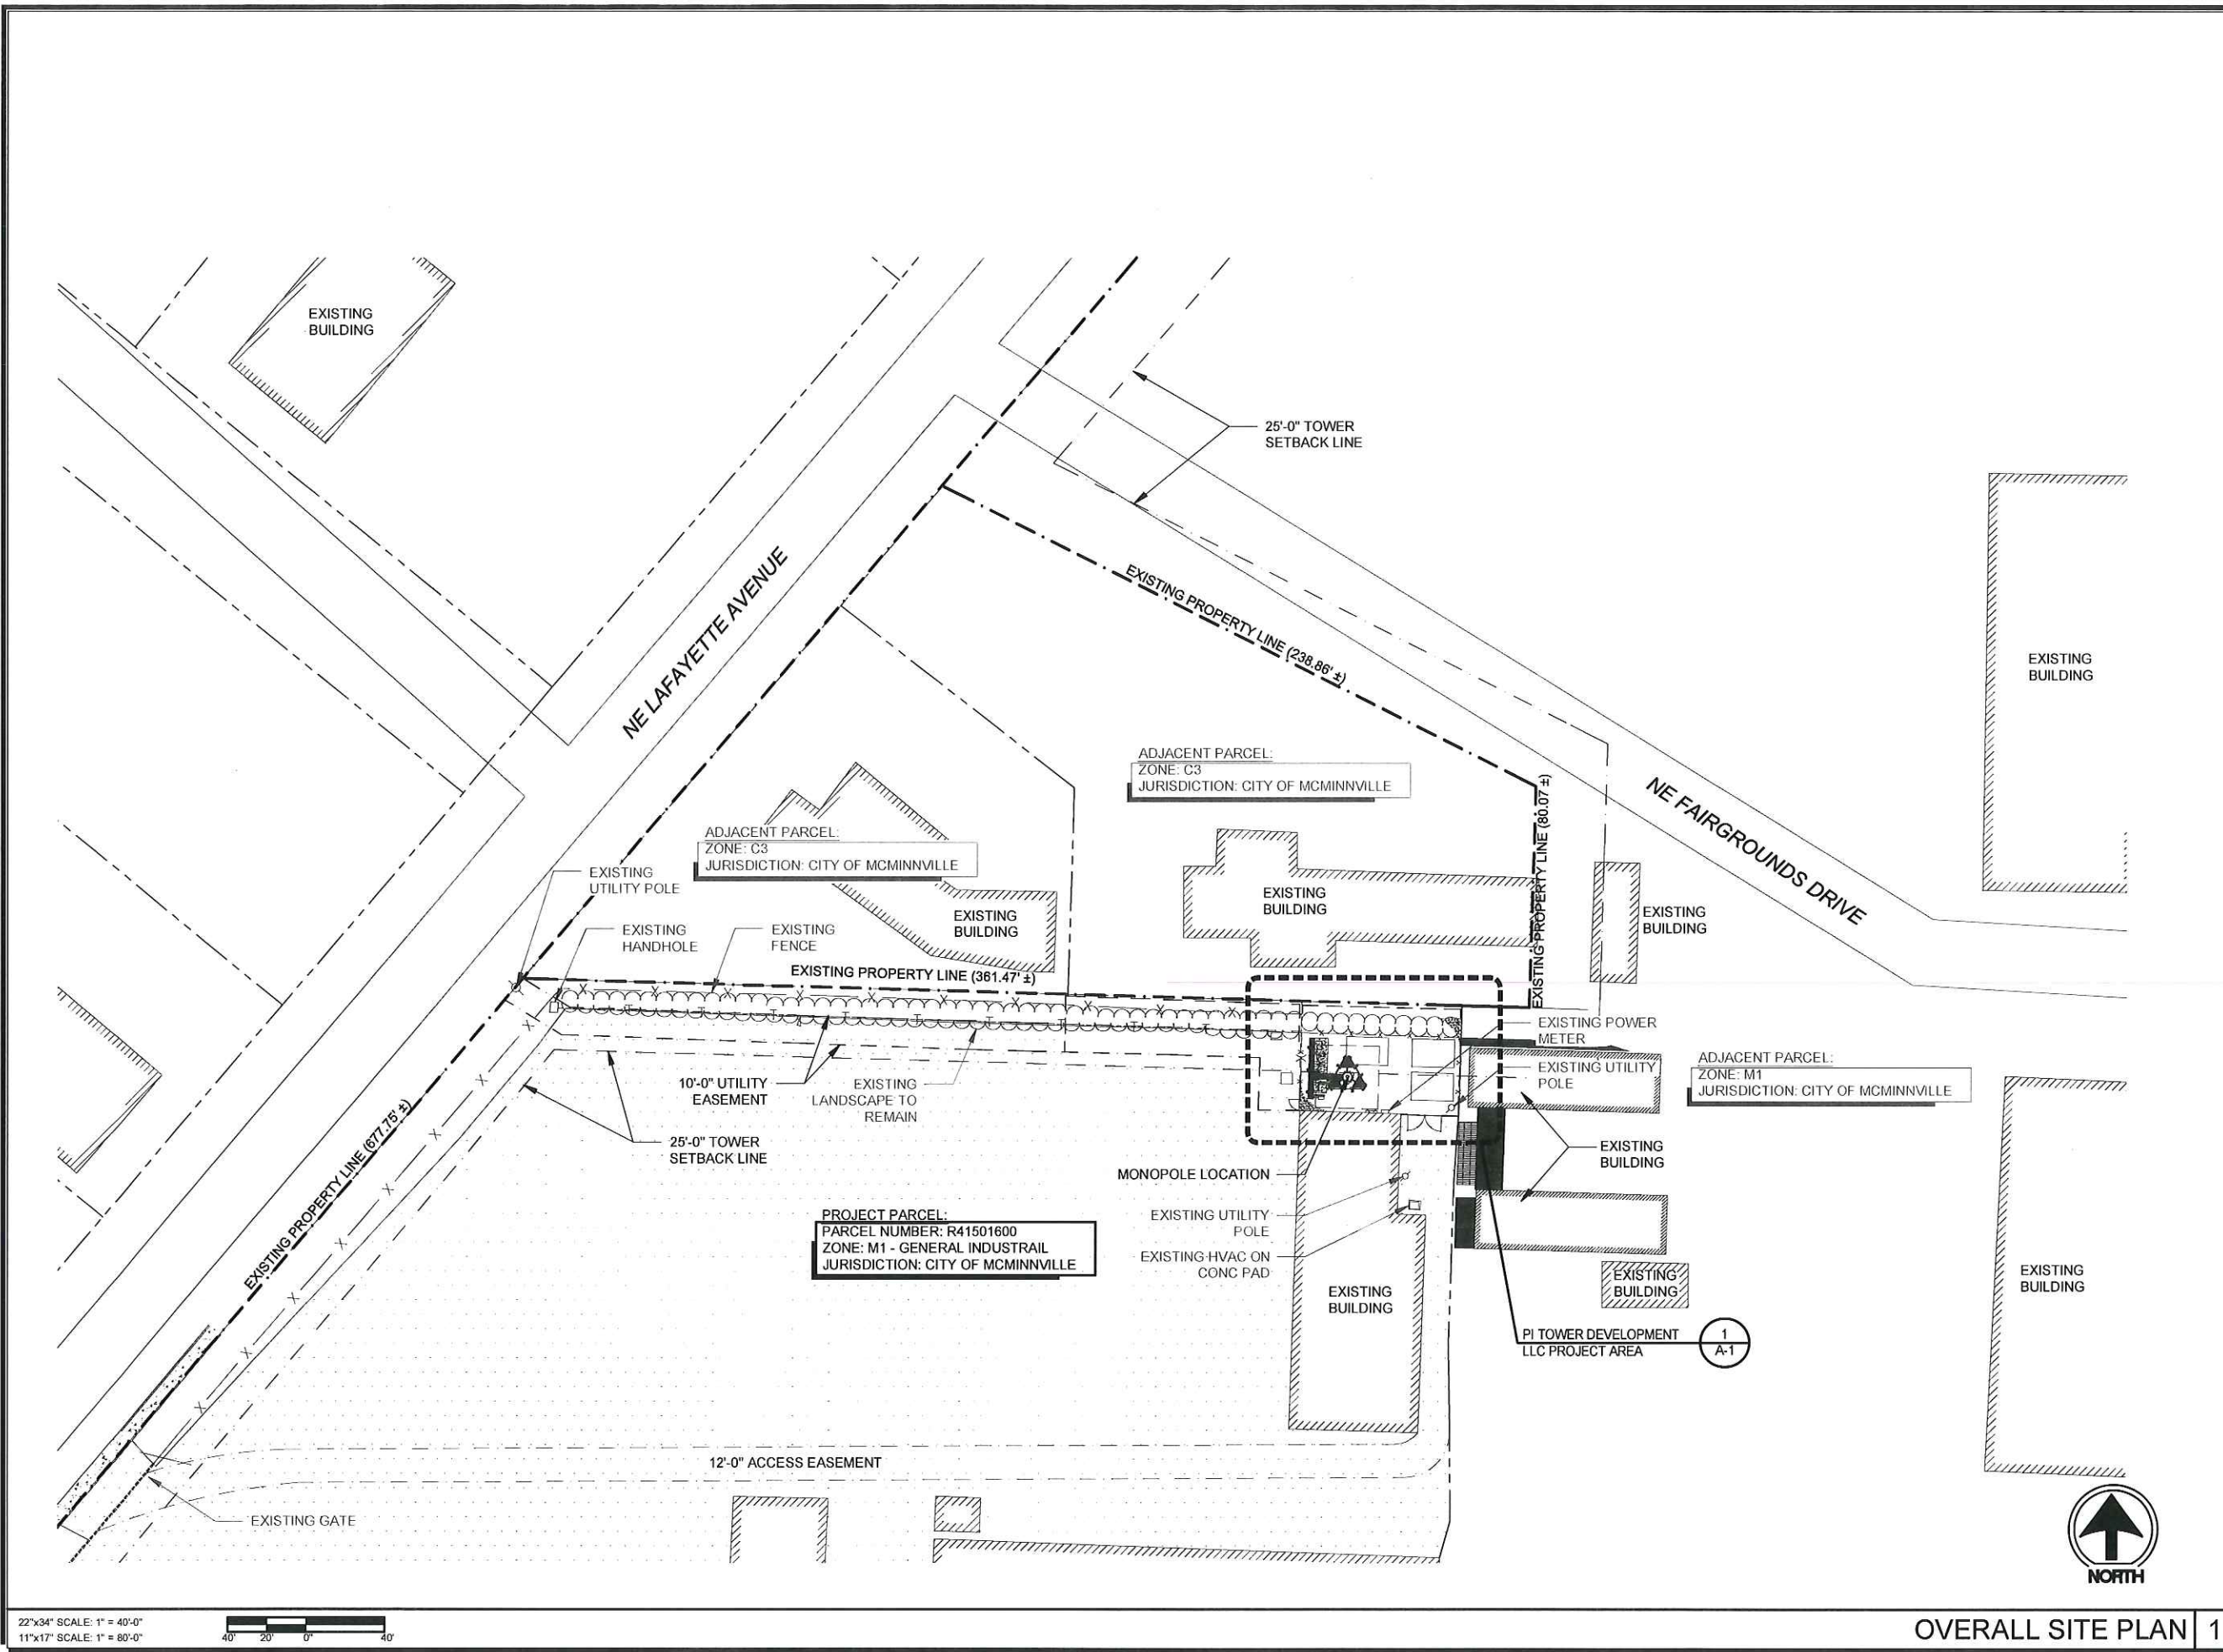 EXISTING
BUILDING
25'-0" TOWER
SETBACK LINE
NE LAFAYETTE AVENUE
EXISTING PROPERTY LINE (238.86' ±)
EXISTING
BUILDING
ADJACENT PARCEL:
ZONE: C3
JURISDICTION: CITY OF MCMINNVILLE
NE FAIRGROUNDS DRIVE
EXISTING PROPERTY LINE (80.07 ±)
ADJACENT PARCEL:
ZONE: C3
JURISDICTION: CITY OF MCMINNVILLE
EXISTING
UTILITY POLE
EXISTING
HANDHOLE
EXISTING
FENCE
EXISTING
BUILDING
EXISTING
BUILDING
EXISTING
BUILDING
EXISTING PROPERTY LINE (361.47' ±)
EXISTING POWER
METER
EXISTING UTILITY
POLE
ADJACENT PARCEL:
ZONE: M1
JURISDICTION: CITY OF MCMINNVILLE
10'-0" UTILITY
EASEMENT
EXISTING
LANDSCAPE TO
REMAIN
25'-0" TOWER
SETBACK LINE
EXISTING PROPERTY LINE (677.75' ±)
EXISTING
BUILDING
MONOPOLE LOCATION
PROJECT PARCEL:
PARCEL NUMBER: R41501600
ZONE: M1 - GENERAL INDUSTRAIL
JURISDICTION: CITY OF MCMINNVILLE
EXISTING UTILITY
POLE
EXISTING HVAC ON
CONC PAD
EXISTING
BUILDING
EXISTING
BUILDING
EXISTING
BUILDING
PI TOWER DEVELOPMENT
LLC PROJECT AREA
1
A-1
12'-0" ACCESS EASEMENT
EXISTING GATE
NORTH
22"x34" SCALE: 1" = 40'-0"
11"x17" SCALE: 1" = 80'-0"
40' 20' 0" 40'
OVERALL SITE PLAN 1